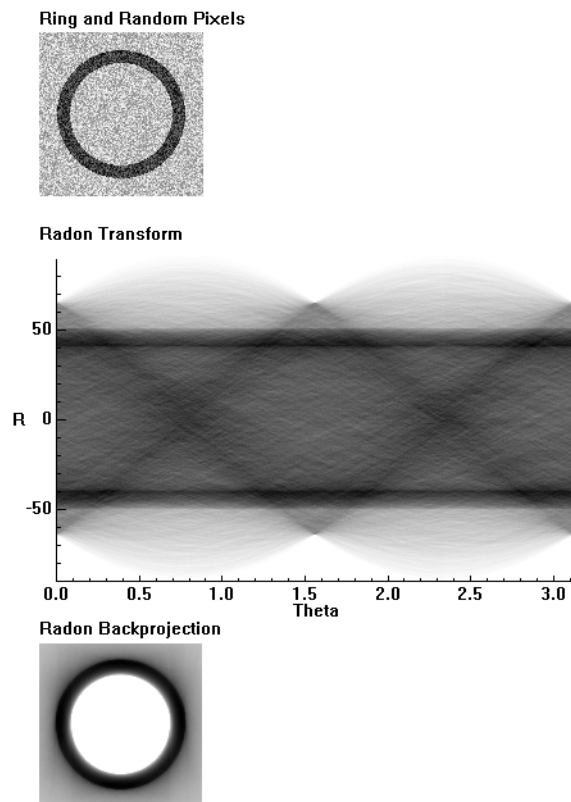 Ring and Random Pixels
Radon Transform
50
R 0
-50
0.0 0.5 1.0 1.5 2.0 2.5 3.0
Theta
Radon Backprojection